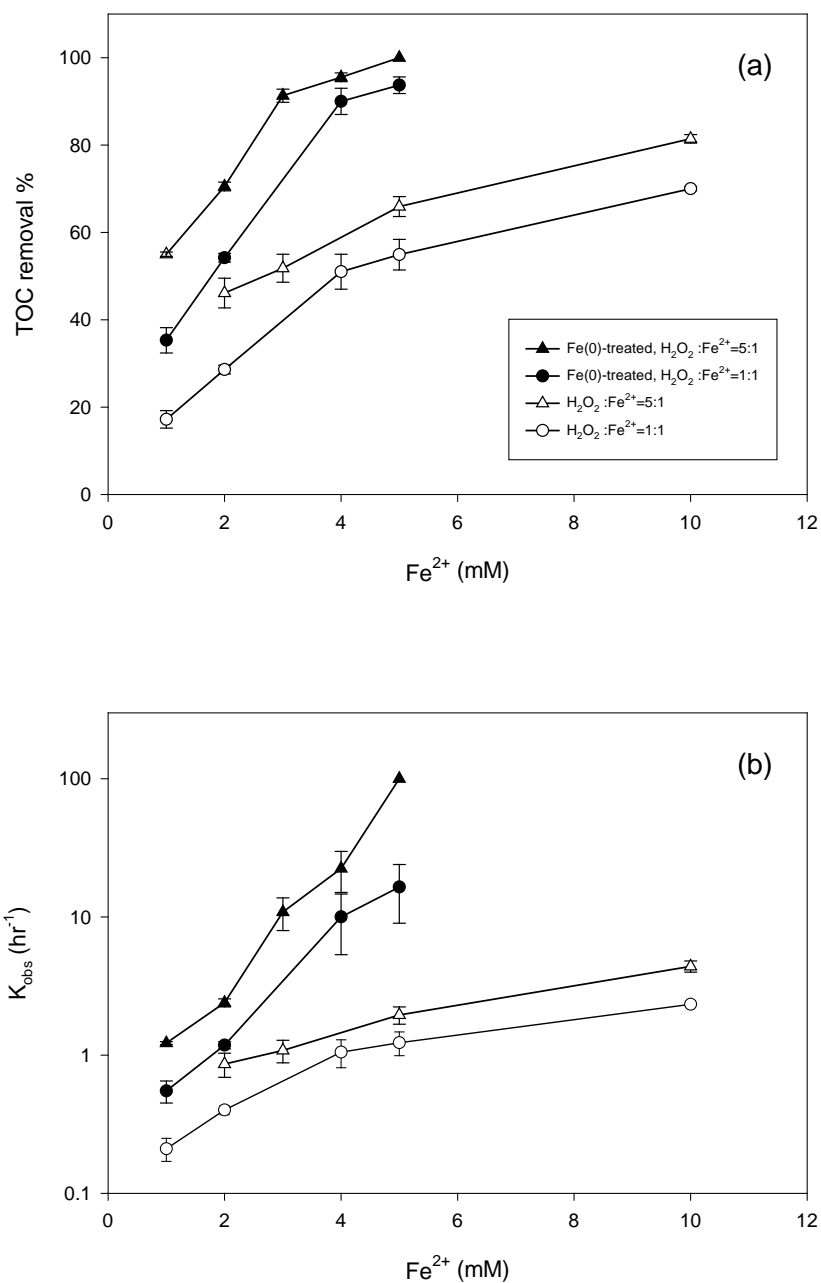 (a)
100
80
60
40
20
0
TOC removal %
Fe(0)-treated, H₂O₂ :Fe²⁺=5:1
Fe(0)-treated, H₂O₂ :Fe²⁺=1:1
H₂O₂ :Fe²⁺=5:1
H₂O₂ :Fe²⁺=1:1
0 2 4 6 8 10 12
Fe²⁺ (mM)
(b)
100
10
1
0.1
K_obs (hr⁻¹)
0 2 4 6 8 10 12
Fe²⁺ (mM)